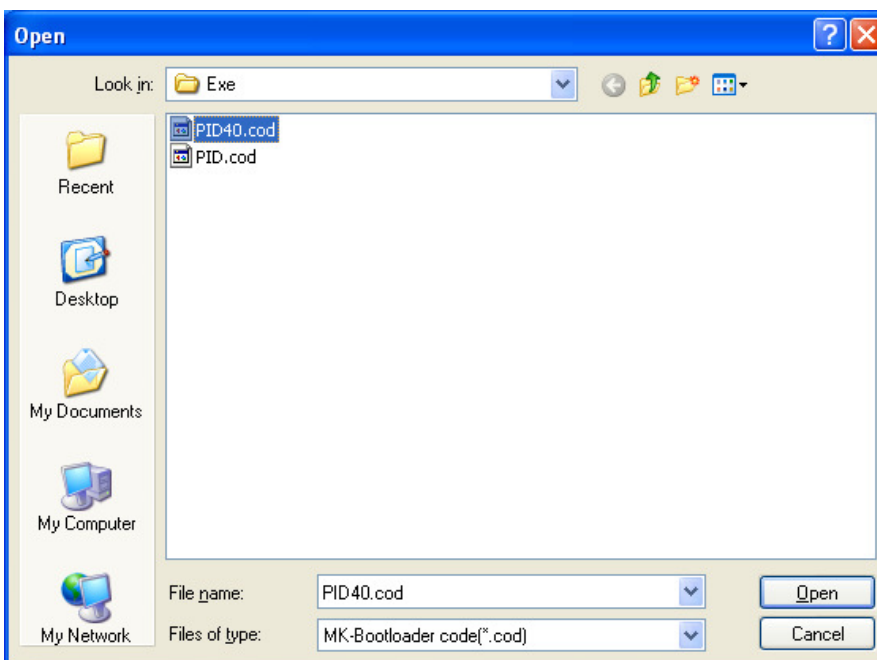 Open
Look in:
Exe
PID40.cod
PID.cod
Recent
Desktop
My Documents
My Computer
My Network
File name:
PID40.cod
Open
Files of type:
MK-Bootloader code(*.cod)
Cancel